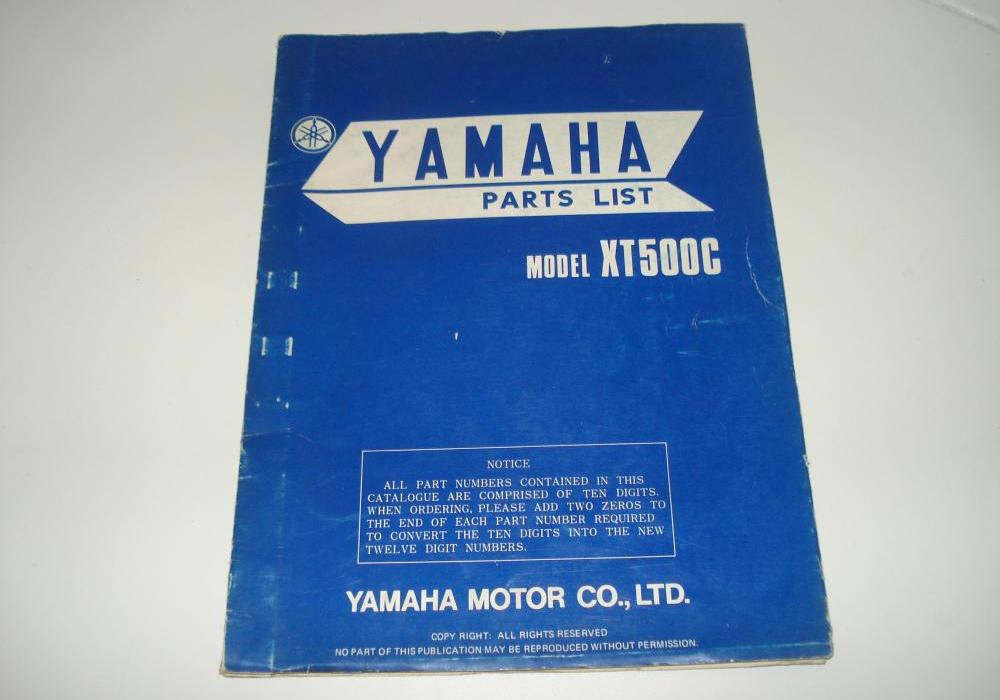 YAMAHA
PARTS LIST
MODEL XT500C
NOTICE
ALL PART NUMBERS CONTAINED IN THIS
CATALOGUE ARE COMPRISED OF TEN DIGITS.
WHEN ORDERING, PLEASE ADD TWO ZEROS TO
THE END OF EACH PART NUMBER REQUIRED
TO CONVERT THE TEN DIGITS INTO THE NEW
TWELVE DIGIT NUMBERS.
YAMAHA MOTOR CO., LTD.
COPY RIGHT: ALL RIGHTS RESERVED
NO PART OF THIS PUBLICATION MAY BE REPRODUCED WITHOUT PERMISSION.